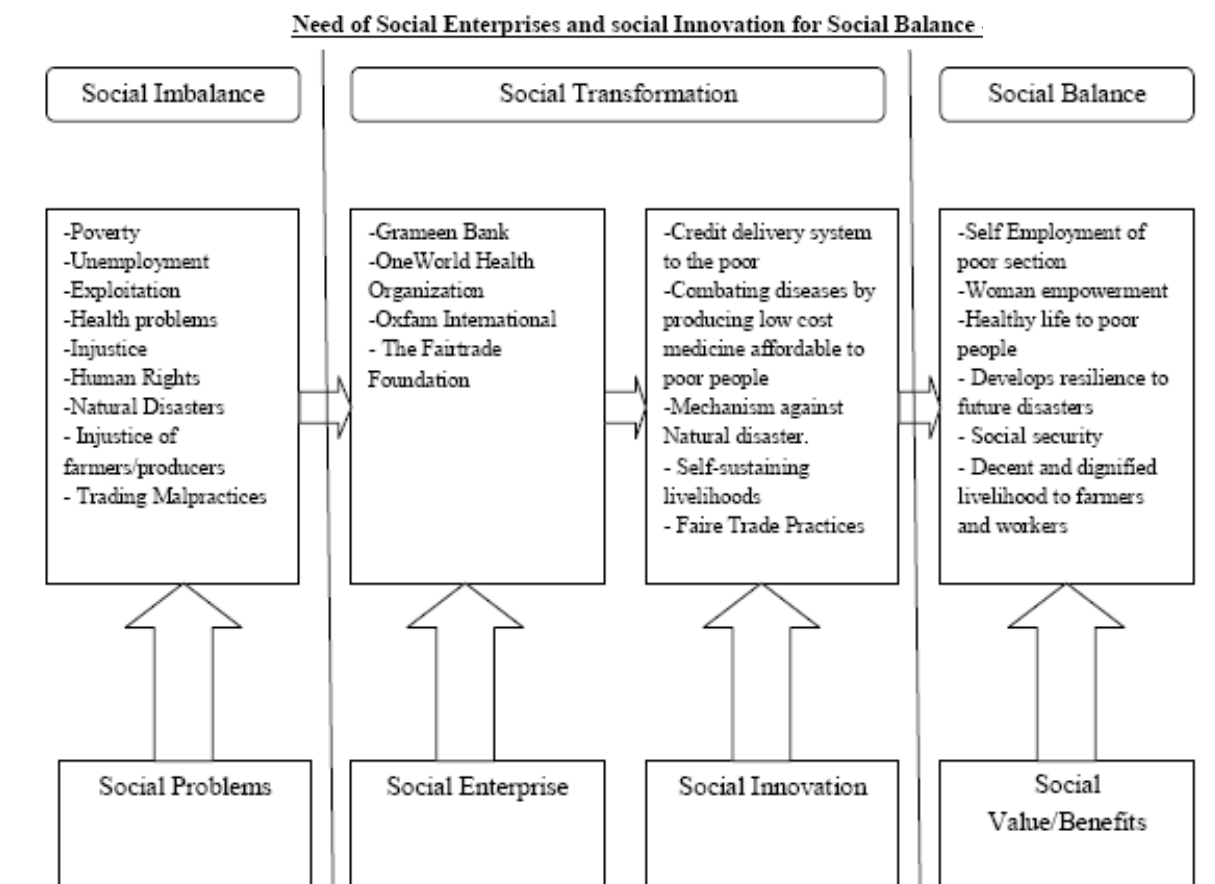 Need of Social Enterprises and social Innovation for Social Balance
Social Imbalance
Social Transformation
Social Balance
-Poverty
-Unemployment
-Exploitation
-Health problems
-Injustice
-Human Rights
-Natural Disasters
- Injustice of
farmers/producers
- Trading Malpractices
-Grameen Bank
-OneWorld Health
Organization
-Oxfam International
- The Fairtrade
Foundation
-Credit delivery system
to the poor
-Combating diseases by
producing low cost
medicine affordable to
poor people
-Mechanism against
Natural disaster.
- Self-sustaining
livelihoods
- Faire Trade Practices
-Self Employment of
poor section
-Woman empowerment
-Healthy life to poor
people
- Develops resilience to
future disasters
- Social security
- Decent and dignified
livelihood to farmers
and workers
Social Problems
Social Enterprise
Social Innovation
Social
Value/Benefits